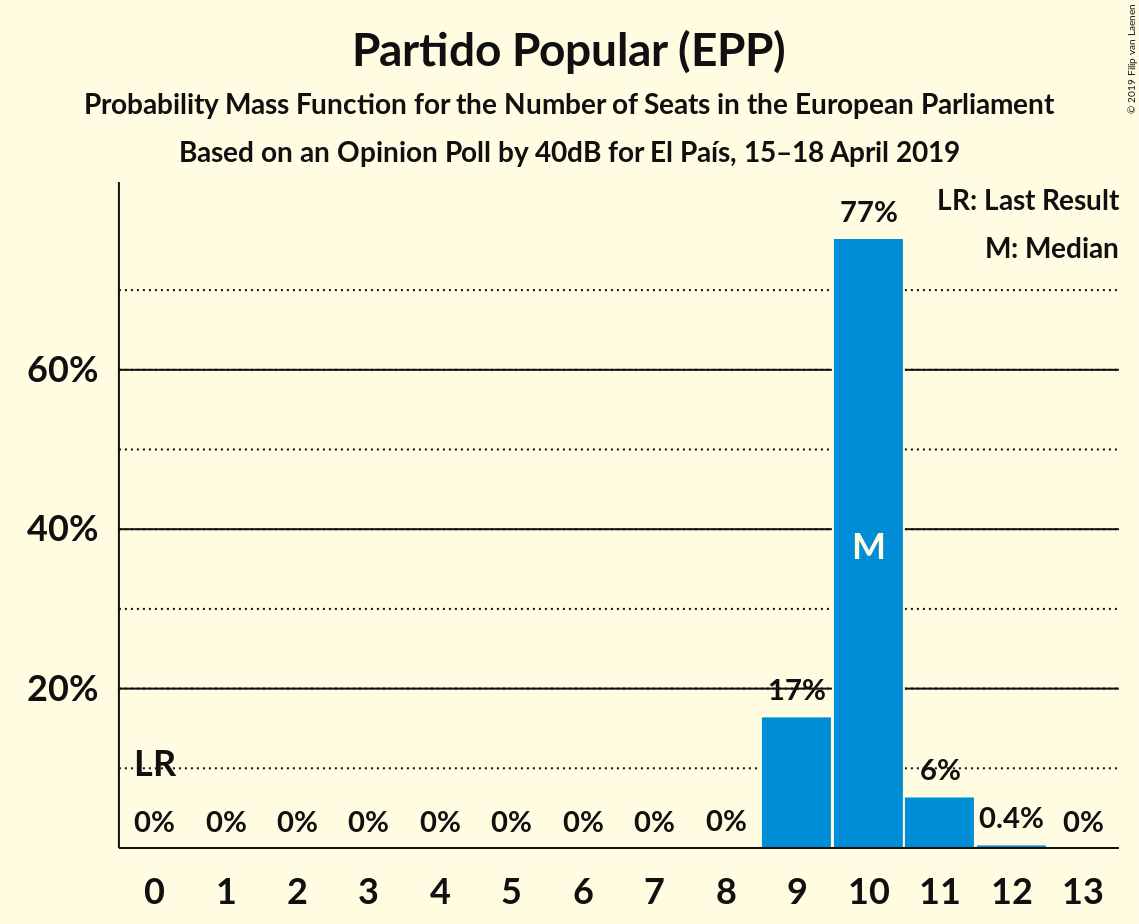 Partido Popular (EPP)
Probability Mass Function for the Number of Seats in the European Parliament
Based on an Opinion Poll by 40dB for El País, 15–18 April 2019
© 2019 Filip van Laenen
LR: Last Result
M: Median
77%
60%
40%
M
20%
17%
LR
6%
0% 0% 0% 0% 0% 0% 0% 0% 0% 0.4% 0%
0 1 2 3 4 5 6 7 8 9 10 11 12 13